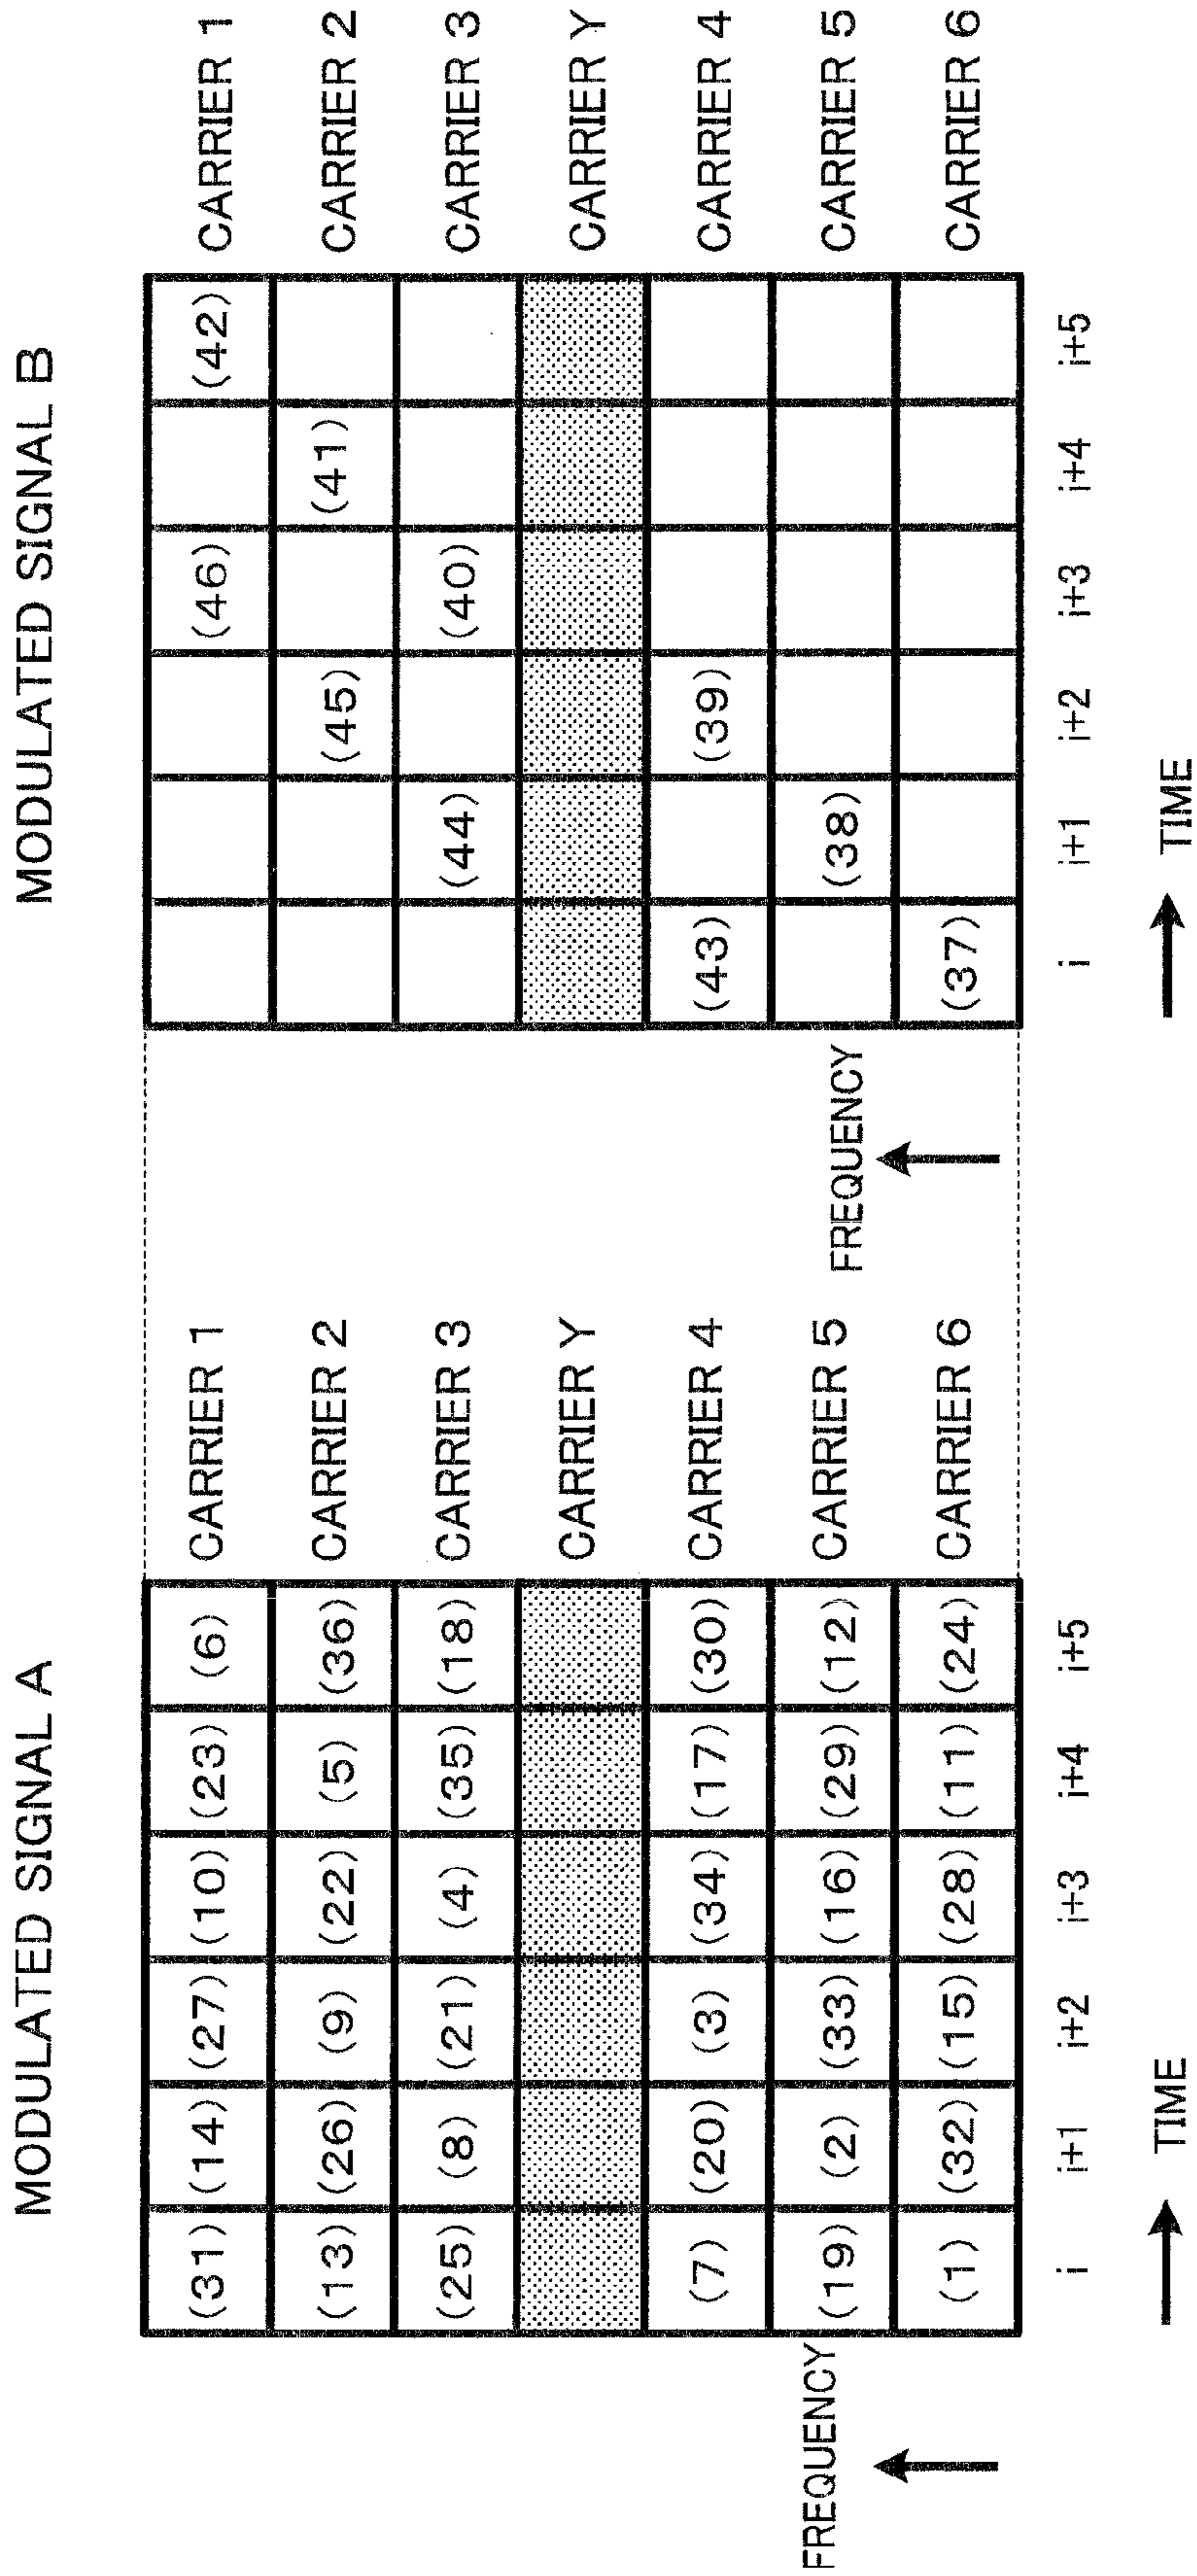 MODULATED SIGNAL A
(31) (14) (27) (10) (23) (6) CARRIER 1
(13) (26) (9) (22) (5) (36) CARRIER 2
(25) (8) (21) (4) (35) (18) CARRIER 3
CARRIER Y
(7) (20) (3) (34) (17) (30) CARRIER 4
(19) (2) (33) (16) (29) (12) CARRIER 5
(1) (32) (15) (28) (11) (24) CARRIER 6
i i+1 i+2 i+3 i+4 i+5
FREQUENCY
TIME
MODULATED SIGNAL B
(46) (42) CARRIER 1
(45) (41) CARRIER 2
(44) (40) CARRIER 3
CARRIER Y
(43) (39) CARRIER 4
(38) CARRIER 5
(37) CARRIER 6
i i+1 i+2 i+3 i+4 i+5
FREQUENCY
TIME